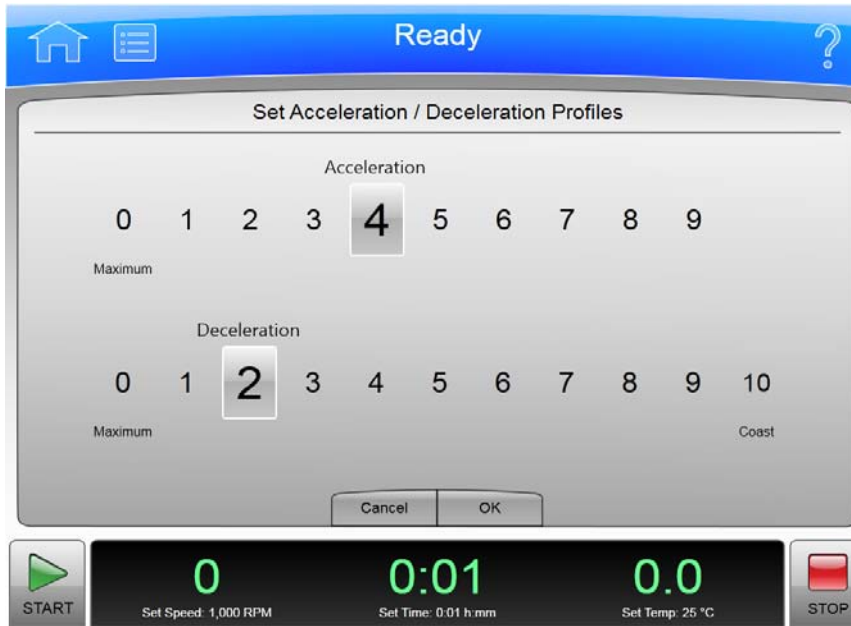 Ready
?
Set Acceleration / Deceleration Profiles
Acceleration
0 1 2 3 4 5 6 7 8 9
Maximum
Deceleration
0 1 2 3 4 5 6 7 8 9 10
Maximum Coast
Cancel OK
0 0:01 0.0
START Set Speed: 1,000 RPM Set Time: 0:01 h:mm Set Temp: 25 °C STOP